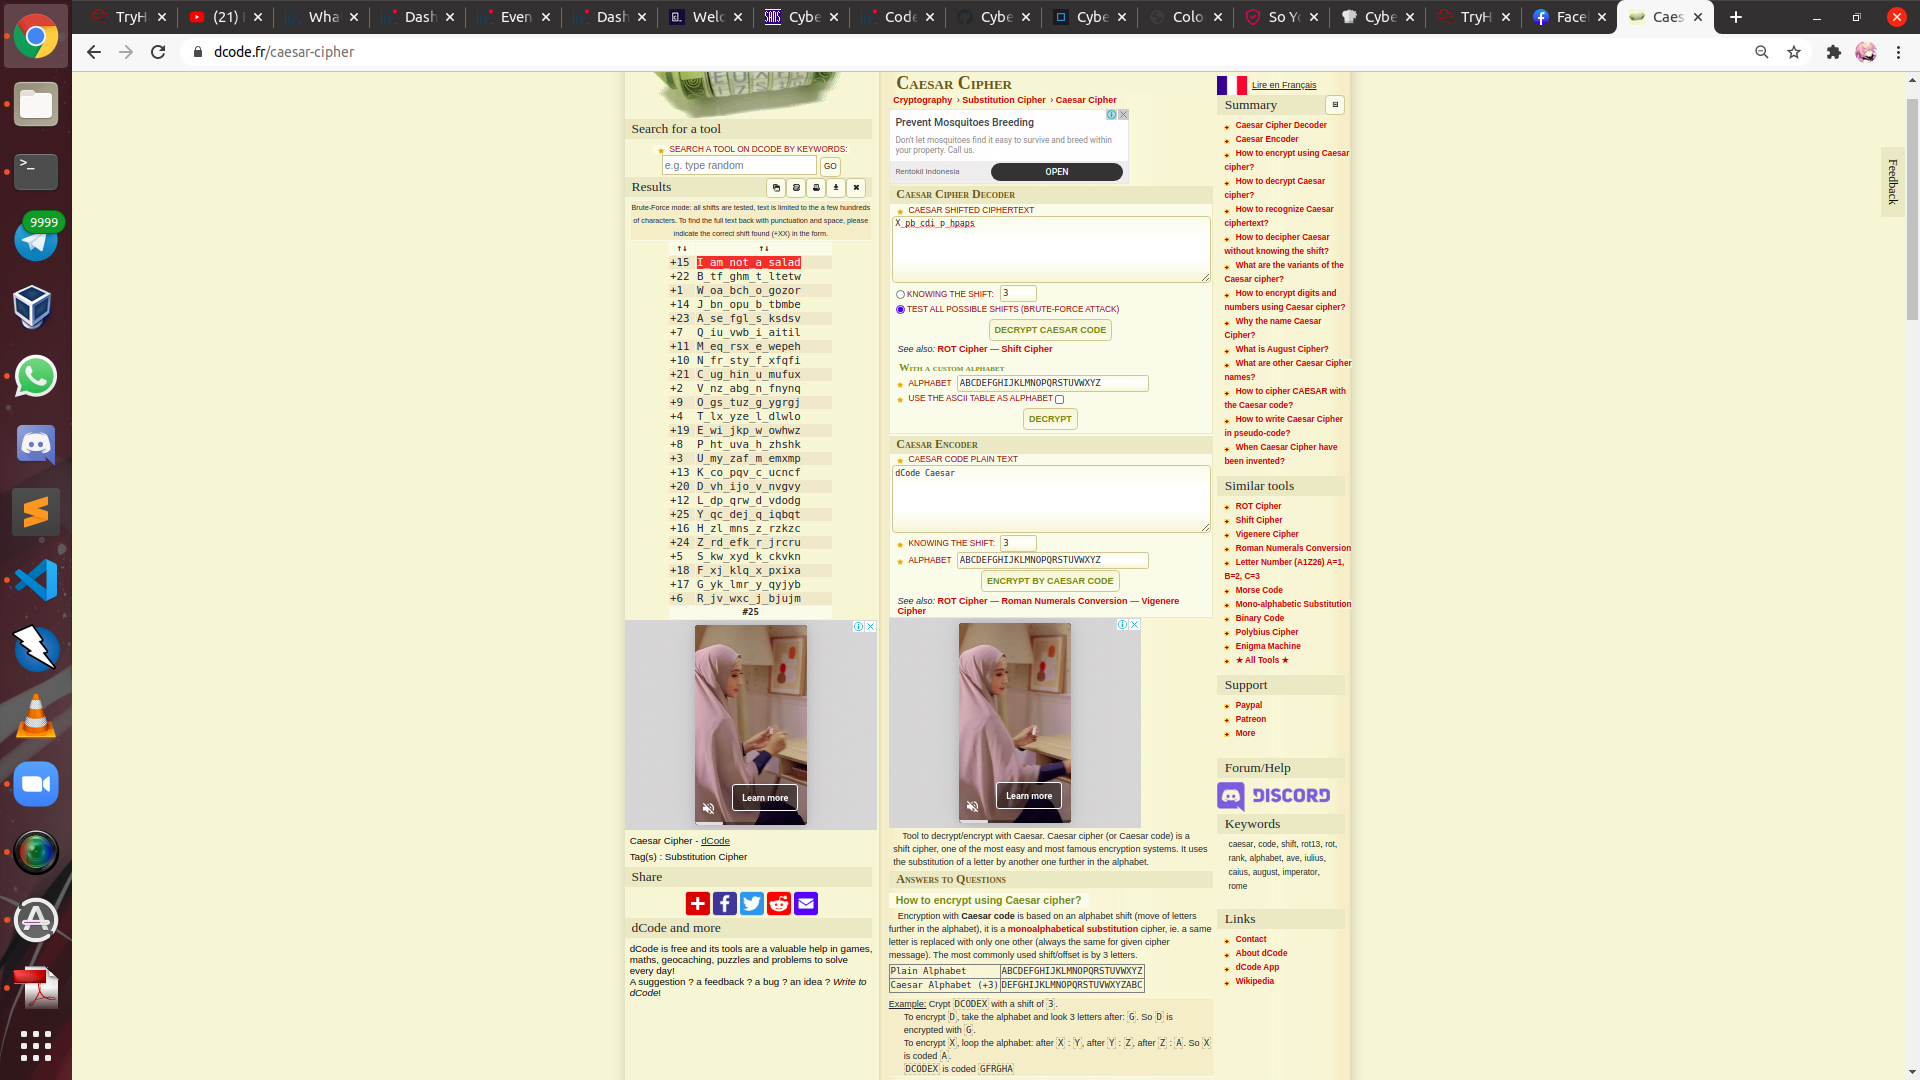 TryH
(21)
Wha
Dash
Even
Dash
Welc
Cybe
Code
Cybe
Cybe
Colo
So Yo
Cybe
TryH
Facel
Caes
dcode.fr/caesar-cipher
9999
Search for a tool
SEARCH A TOOL ON DCODE BY KEYWORDS:
e.g. type random
GO
Results
Brute-Force mode: all shifts are tested, text is limited to the a few hundreds
of characters. To find the full text back with punctuation and space, please
indicate the correct shift found (+XX) in the form.
↑↓ ↑↓
+15 I_am_not_a_salad
+22 B_tf_ghm_t_ltetw
+1 W_oa_bch_o_gozor
+14 J_bn_opu_b_tbmbe
+23 A_se_fgl_s_ksdsv
+7 Q_iu_vwb_i_aitil
+11 M_eq_rsx_e_wepeh
+10 N_fr_sty_f_xfqfi
+21 C_ug_hin_u_mufux
+2 V_nz_abg_n_fnynq
+9 O_gs_tuz_g_ygrgj
+4 T_lx_yze_l_dlwlo
+19 E_wi_jkp_w_owhwz
+8 P_ht_uva_h_zhshk
+3 U_my_zaf_m_emxmp
+13 K_co_pqv_c_ucncf
+20 D_vh_ijo_v_nvgvy
+12 L_dp_qrw_d_vdodg
+25 Y_qc_dej_q_iqbqt
+16 H_zl_mns_z_rzkzc
+24 Z_rd_efk_r_jrcru
+5 S_kw_xyd_k_ckvkn
+18 F_xj_klq_x_pxixa
+17 G_yk_lmr_y_qyjyb
+6 R_jv_wxc_j_bjujm
#25
Learn more
Caesar Cipher - dCode
Tag(s) : Substitution Cipher
Share
dCode and more
dCode is free and its tools are a valuable help in games,
maths, geocaching, puzzles and problems to solve
every day!
A suggestion ? a feedback ? a bug ? an idea ? Write to
dCode!
Caesar Cipher
Cryptography › Substitution Cipher › Caesar Cipher
Prevent Mosquitoes Breeding
Don't let mosquitoes find it easy to survive and breed within
your property. Call us.
Rentokil Indonesia
OPEN
Caesar Cipher Decoder
CAESAR SHIFTED CIPHERTEXT
X_pb_cdi_p_hpaps
KNOWING THE SHIFT: 3
TEST ALL POSSIBLE SHIFTS (BRUTE-FORCE ATTACK)
DECRYPT CAESAR CODE
See also: ROT Cipher — Shift Cipher
With a custom alphabet
ALPHABET ABCDEFGHIJKLMNOPQRSTUVWXYZ
USE THE ASCII TABLE AS ALPHABET
DECRYPT
Caesar Encoder
CAESAR CODE PLAIN TEXT
dCode Caesar
KNOWING THE SHIFT: 3
ALPHABET ABCDEFGHIJKLMNOPQRSTUVWXYZ
ENCRYPT BY CAESAR CODE
See also: ROT Cipher — Roman Numerals Conversion — Vigenere
Cipher
Learn more
Tool to decrypt/encrypt with Caesar. Caesar cipher (or Caesar code) is a
shift cipher, one of the most easy and most famous encryption systems. It uses
the substitution of a letter by another one further in the alphabet.
Answers to Questions
How to encrypt using Caesar cipher?
Encryption with Caesar code is based on an alphabet shift (move of letters
further in the alphabet), it is a monoalphabetical substitution cipher, ie. a same
letter is replaced with only one other (always the same for given cipher
message). The most commonly used shift/offset is by 3 letters.
Plain Alphabet ABCDEFGHIJKLMNOPQRSTUVWXYZ
Caesar Alphabet (+3) DEFGHIJKLMNOPQRSTUVWXYZABC
Example: Crypt DCODEX with a shift of 3.
To encrypt D, take the alphabet and look 3 letters after: G. So D is
encrypted with G.
To encrypt X, loop the alphabet: after X : Y, after Y : Z, after Z : A. So X
is coded A.
DCODEX is coded GFRGHA
Lire en Français
Summary
Caesar Cipher Decoder
Caesar Encoder
How to encrypt using Caesar
cipher?
How to decrypt Caesar
cipher?
How to recognize Caesar
ciphertext?
How to decipher Caesar
without knowing the shift?
What are the variants of the
Caesar cipher?
How to encrypt digits and
numbers using Caesar cipher?
Why the name Caesar
Cipher?
What is August Cipher?
What are other Caesar Cipher
names?
How to cipher CAESAR with
the Caesar code?
How to write Caesar Cipher
in pseudo-code?
When Caesar Cipher have
been invented?
Similar tools
ROT Cipher
Shift Cipher
Vigenere Cipher
Roman Numerals Conversion
Letter Number (A1Z26) A=1,
B=2, C=3
Morse Code
Mono-alphabetic Substitution
Binary Code
Polybius Cipher
Enigma Machine
★ All Tools ★
Support
Paypal
Patreon
More
Forum/Help
DISCORD
Keywords
caesar, code, shift, rot13, rot,
rank, alphabet, ave, iulius,
caius, august, imperator,
rome
Links
Contact
About dCode
dCode App
Wikipedia
Feedback